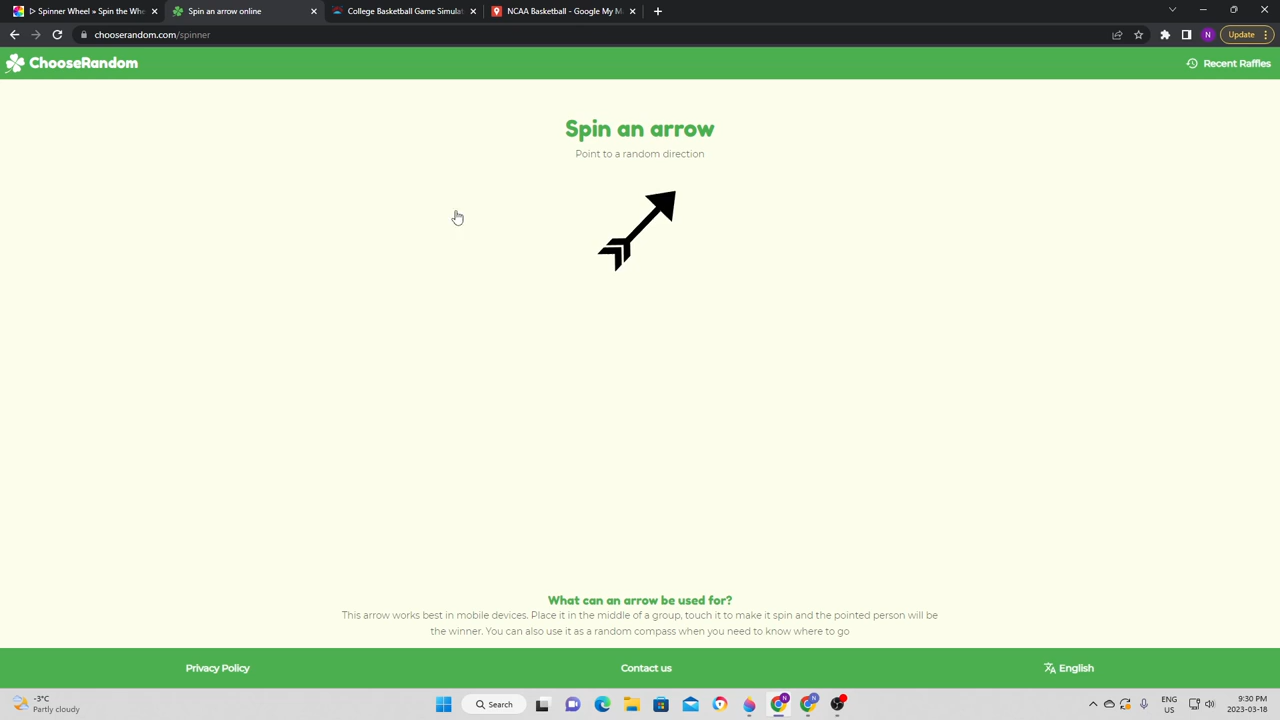 ▷ Spinner Wheel » Spin the Whe
Spin an arrow online
College Basketball Game Simulat
NCAA Basketball - Google My M
chooserandom.com/spinner
N
Update
ChooseRandom
Recent Raffles
Spin an arrow
Point to a random direction
What can an arrow be used for?
This arrow works best in mobile devices. Place it in the middle of a group, touch it to make it spin and the pointed person will be
the winner. You can also use it as a random compass when you need to know where to go
Privacy Policy
Contact us
English
-3°C
Partly cloudy
Search
N
N
ENG
US
9:30 PM
2023-03-18